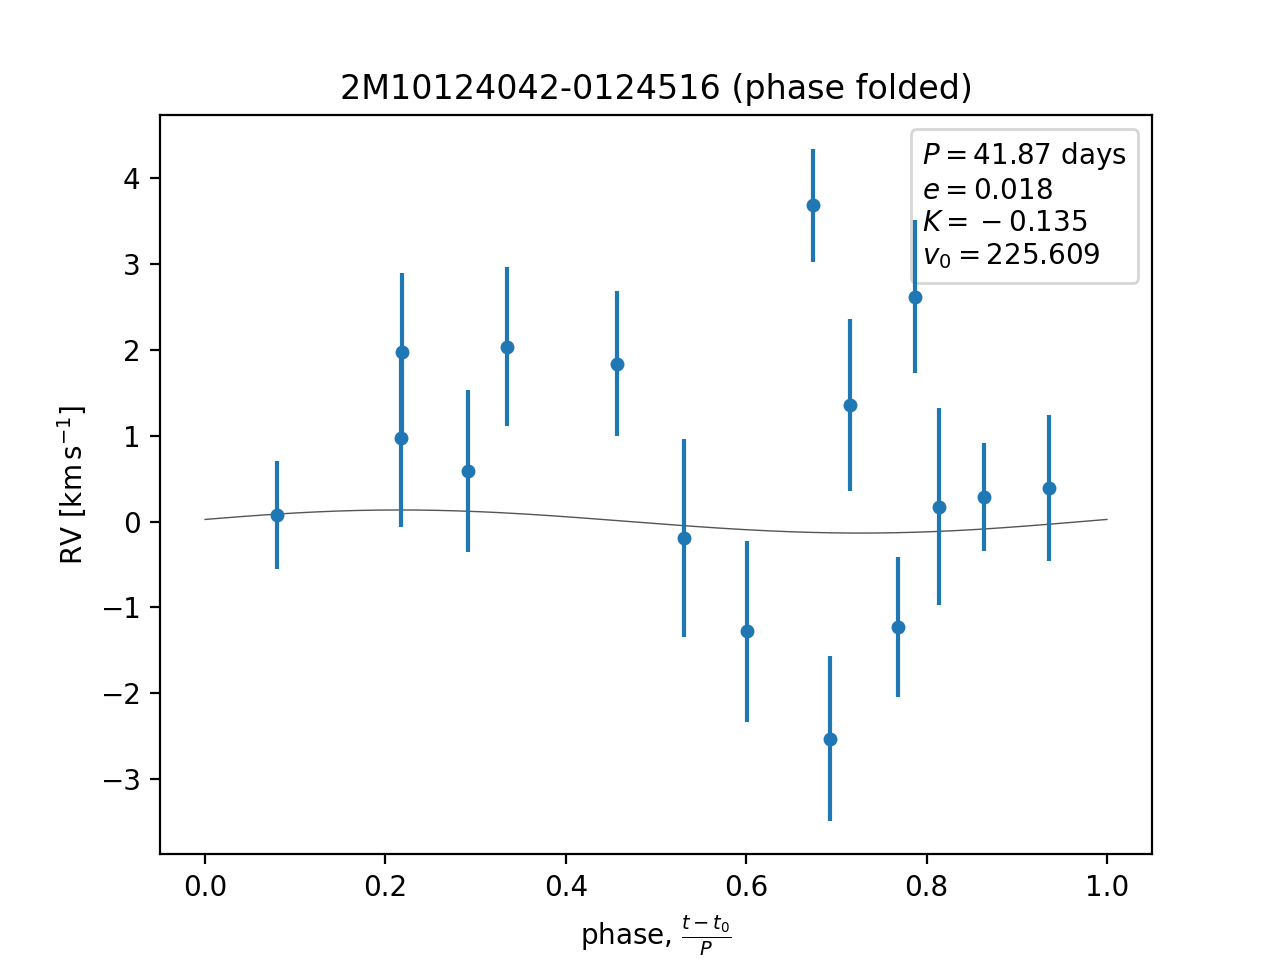 2M10124042-0124516 (phase folded)
P = 41.87 days
e = 0.018
K = −0.135
v₀ = 225.609
RV [km s⁻¹]
4
3
2
1
0
−1
−2
−3
0.0 0.2 0.4 0.6 0.8 1.0
phase, (t − t₀)/P